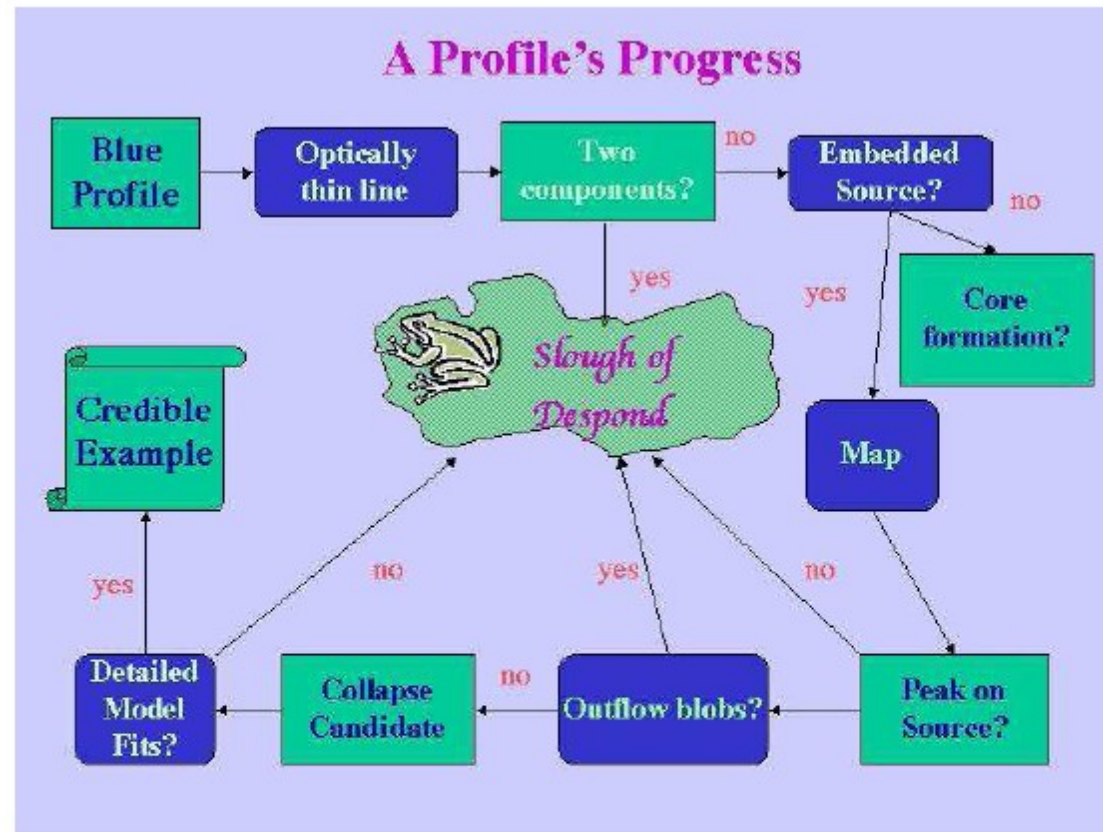 A Profile's Progress
Blue
Profile
Optically
thin line
Two
components?
no
Embedded
Source?
no
yes
yes
Core
formation?
Slough of
Despond
Credible
Example
Map
yes
no
yes
no
Detailed
Model
Fits?
Collapse
Candidate
no
Outflow blobs?
Peak on
Source?